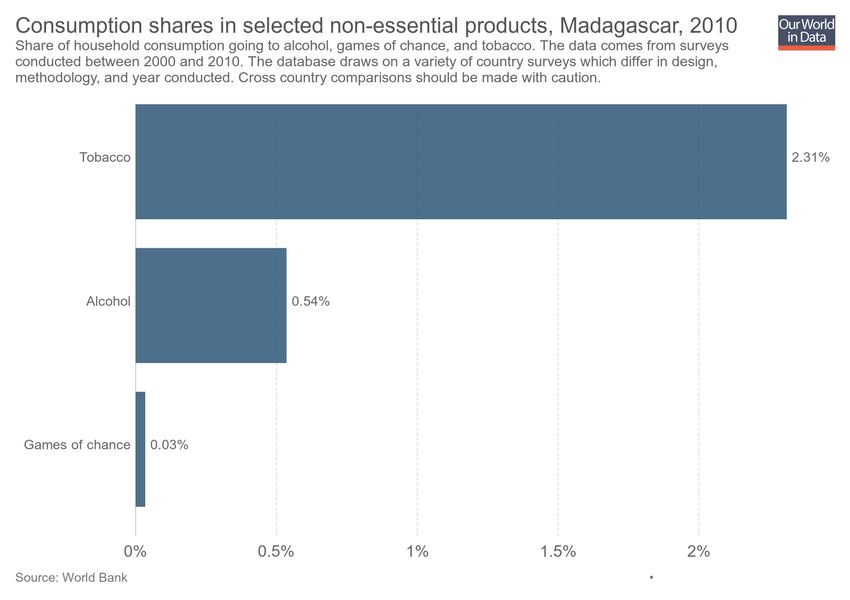 Consumption shares in selected non-essential products, Madagascar, 2010
Our World
in Data
Share of household consumption going to alcohol, games of chance, and tobacco. The data comes from surveys
conducted between 2000 and 2010. The database draws on a variety of country surveys which differ in design,
methodology, and year conducted. Cross country comparisons should be made with caution.
Tobacco
2.31%
Alcohol
0.54%
Games of chance
0.03%
0%
0.5%
1%
1.5%
2%
Source: World Bank
•